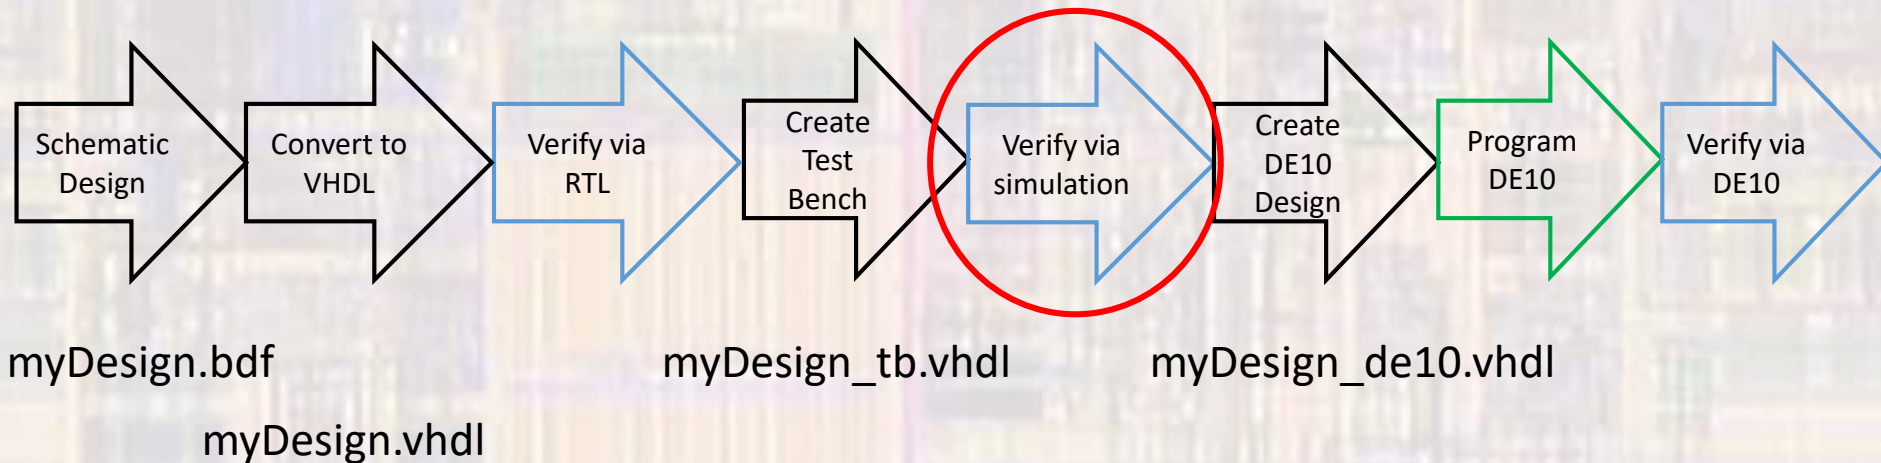 Schematic
Design
Convert to
VHDL
Verify via
RTL
Create
Test
Bench
Verify via
simulation
Create
DE10
Design
Program
DE10
Verify via
DE10
myDesign.bdf
myDesign_tb.vhdl
myDesign_de10.vhdl
myDesign.vhdl